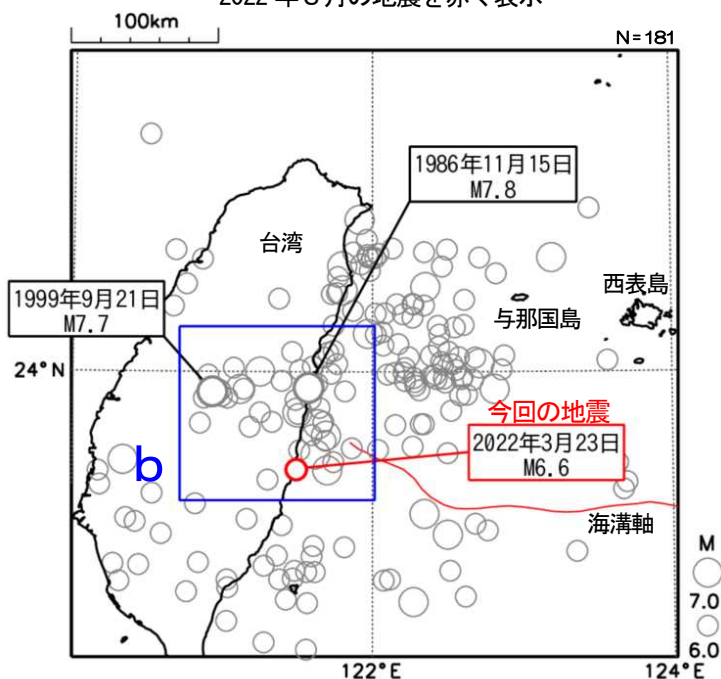 100km
N=181
1986年11月15日
M7.8
台湾
西表島
1999年9月21日
M7.7
与那国島
24°N
今回の地震
2022年3月23日
M6.6
b
海溝軸
M
7.0
6.0
122°E
124°E